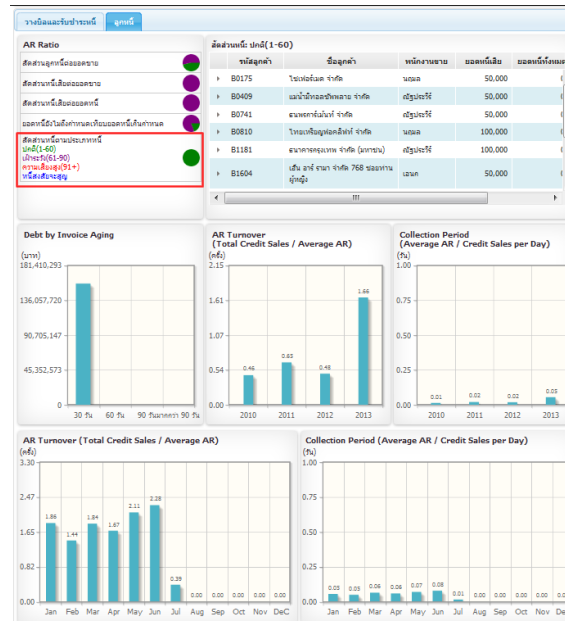 วางบิลและรับชำระหนี้ ลูกหนี้
AR Ratio
สัดส่วนลูกหนี้ต่อยอดขาย
สัดส่วนหนี้เสียต่อยอดขาย
สัดส่วนหนี้เสียต่อยอดหนี้
ยอดหนี้ยังไม่ถึงกำหนดเทียบยอดหนี้เกินกำหนด
สัดส่วนหนี้ตามประเภทหนี้
ปกติ(1-60)
เฝ้าระวัง(61-90)
ความเสี่ยงสูง(91+)
หนี้สงสัยจะสูญ
สัดส่วนหนี้: ปกติ(1-60)
รหัสลูกค้า ชื่อลูกค้า พนักงานขาย ยอดหนี้เสีย ยอดหนี้ทั้งหมด
B0175 ไซเฟอร์เมต จำกัด นฤมล 50,000
B0409 แม่น้ำมิทอลซัพพลาย จำกัด ณัฐประวีร์ 50,000
B0741 ธนพรการ์เม้นท์ จำกัด ณัฐประวีร์ 50,000
B0810 ไทยเจริญฟูดคลิฟท์ จำกัด นฤมล 100,000
B1181 ธนาคารกรุงเทพ จำกัด (มหาชน) ณัฐประวีร์ 100,000
B1604 เอ็น อาร์ รามา จำกัด 768 ซอยท่านผู้หญิง เอนก 50,000
Debt by Invoice Aging
(บาท)
181,410,293
136,057,720
90,705,147
45,352,573
0
30 วัน 60 วัน 90 วัน มากกว่า 90 วัน
AR Turnover
(Total Credit Sales / Average AR)
(ครั้ง)
2.15
1.61
1.07
0.54
0.00
0.46 0.65 0.48 1.66
2010 2011 2012 2013
Collection Period
(Average AR / Credit Sales per Day)
(วัน)
1.00
0.75
0.50
0.25
0.00
0.01 0.02 0.02 0.05
2010 2011 2012 2013
AR Turnover (Total Credit Sales / Average AR)
(ครั้ง)
3.30
2.47
1.65
0.82
0.00
1.86 1.44 1.84 1.67 2.11 2.28 0.39 0.00 0.00 0.00 0.00 0.00
Jan Feb Mar Apr May Jun Jul Aug Sep Oct Nov DeC
Collection Period (Average AR / Credit Sales per Day)
(วัน)
1.00
0.75
0.50
0.25
0.00
0.05 0.05 0.06 0.06 0.07 0.08 0.01 0.00 0.00 0.00 0.00 0.00
Jan Feb Mar Apr May Jun Jul Aug Sep Oct Nov De